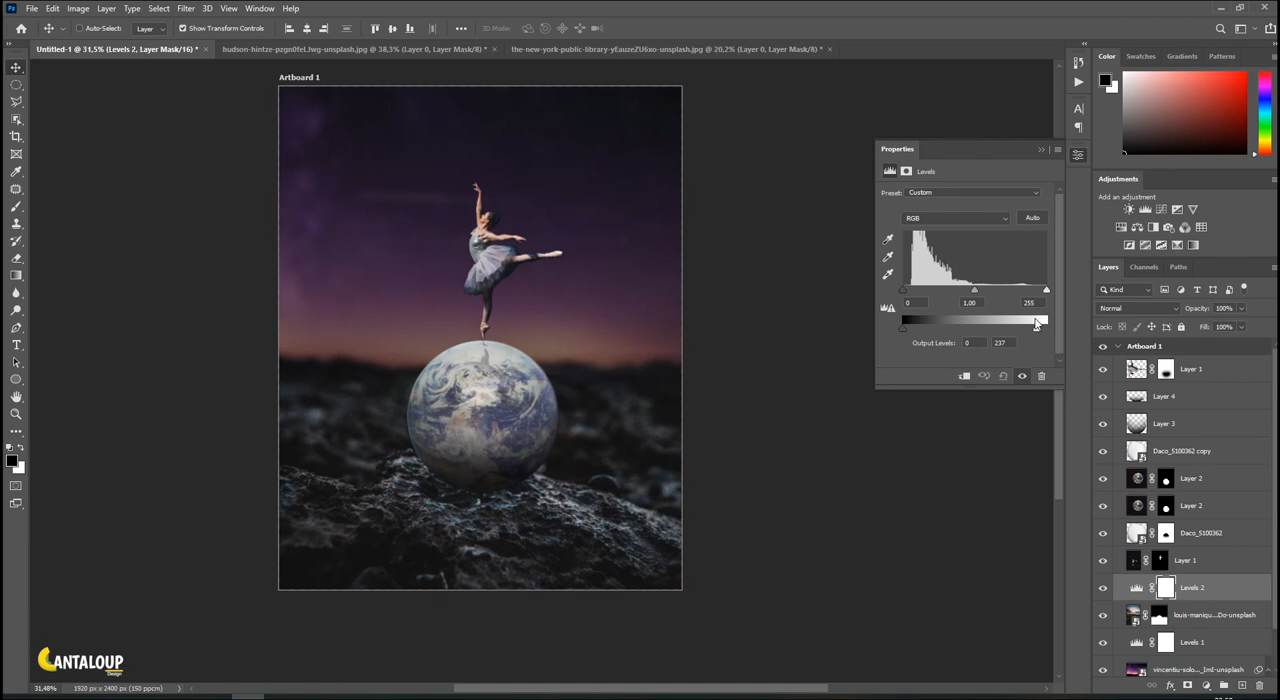 Ps File Edit Image Layer Type Select Filter 3D View Window Help
Auto-Select: Layer Show Transform Controls 3D Mode:
Untitled-1 @ 31,5% (Levels 2, Layer Mask/16) * × hudson-hintze-pzgn0feI.lwg-unsplash.jpg @ 38,3% (Layer 0, Layer Mask/8) * × the-new-york-public-library-yEauzeZU6xo-unsplash.jpg @ 20,2% (Layer 0, Layer Mask/8) * ×
Artboard 1
Properties
Levels
Preset: Custom
RGB Auto
0 1,00 255
Output Levels: 0 237
Color Swatches Gradients Patterns
Adjustments
Add an adjustment
Layers Channels Paths
Kind
Normal Opacity: 100%
Lock: Fill: 100%
Artboard 1
Layer 1
Layer 4
Layer 3
Daco_5100362 copy
Layer 2
Layer 2
Daco_5100362
Layer 1
Levels 2
louis-maniqu...Do-unsplash
Levels 1
vincentiu-solo..._1mI-unsplash
CANTALOUP
Design
31,48% 1920 px x 2400 px (150 ppcm)